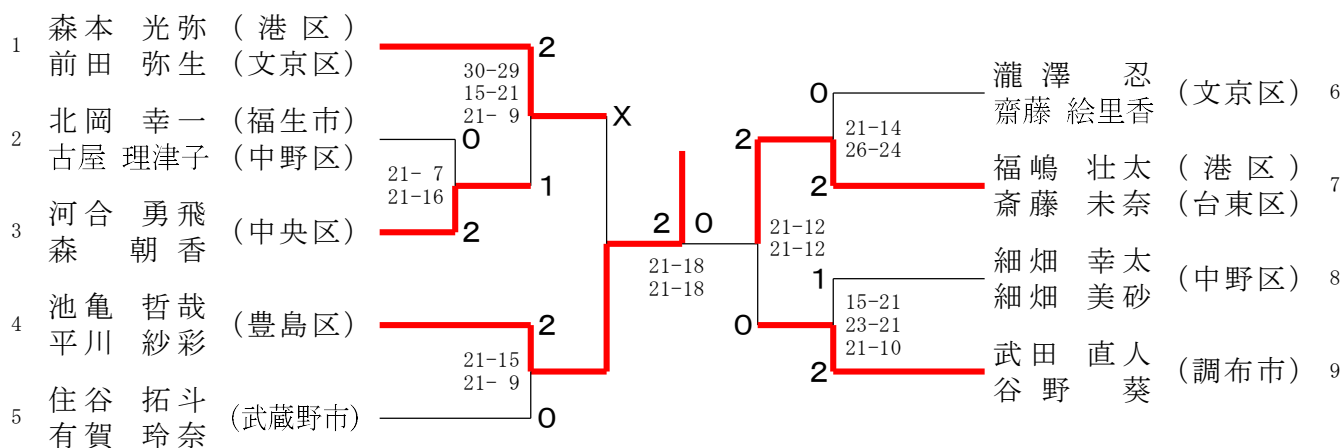 1 森本 光弥 (港区)
前田 弥生 (文京区)
2
30-29
15-21
21- 9
X
2 北岡 幸一 (福生市)
古屋 理津子 (中野区)
0
21- 7
21-16
1
3 河合 勇飛 (中央区)
森 朝香
2
4 池亀 哲哉 (豊島区)
平川 紗彩
2
21-15
21- 9
5 住谷 拓斗 (武蔵野市)
有賀 玲奈
0
2 0
21-18
21-18
瀧澤 忍 (文京区) 6
齋藤 絵里香
0
21-14
26-24
2
福嶋 壮太 (港区) 7
斎藤 未奈 (台東区)
2
21-12
21-12
細畑 幸太 (中野区) 8
細畑 美砂
1
15-21
23-21
21-10
0
武田 直人 (調布市) 9
谷野 葵
2